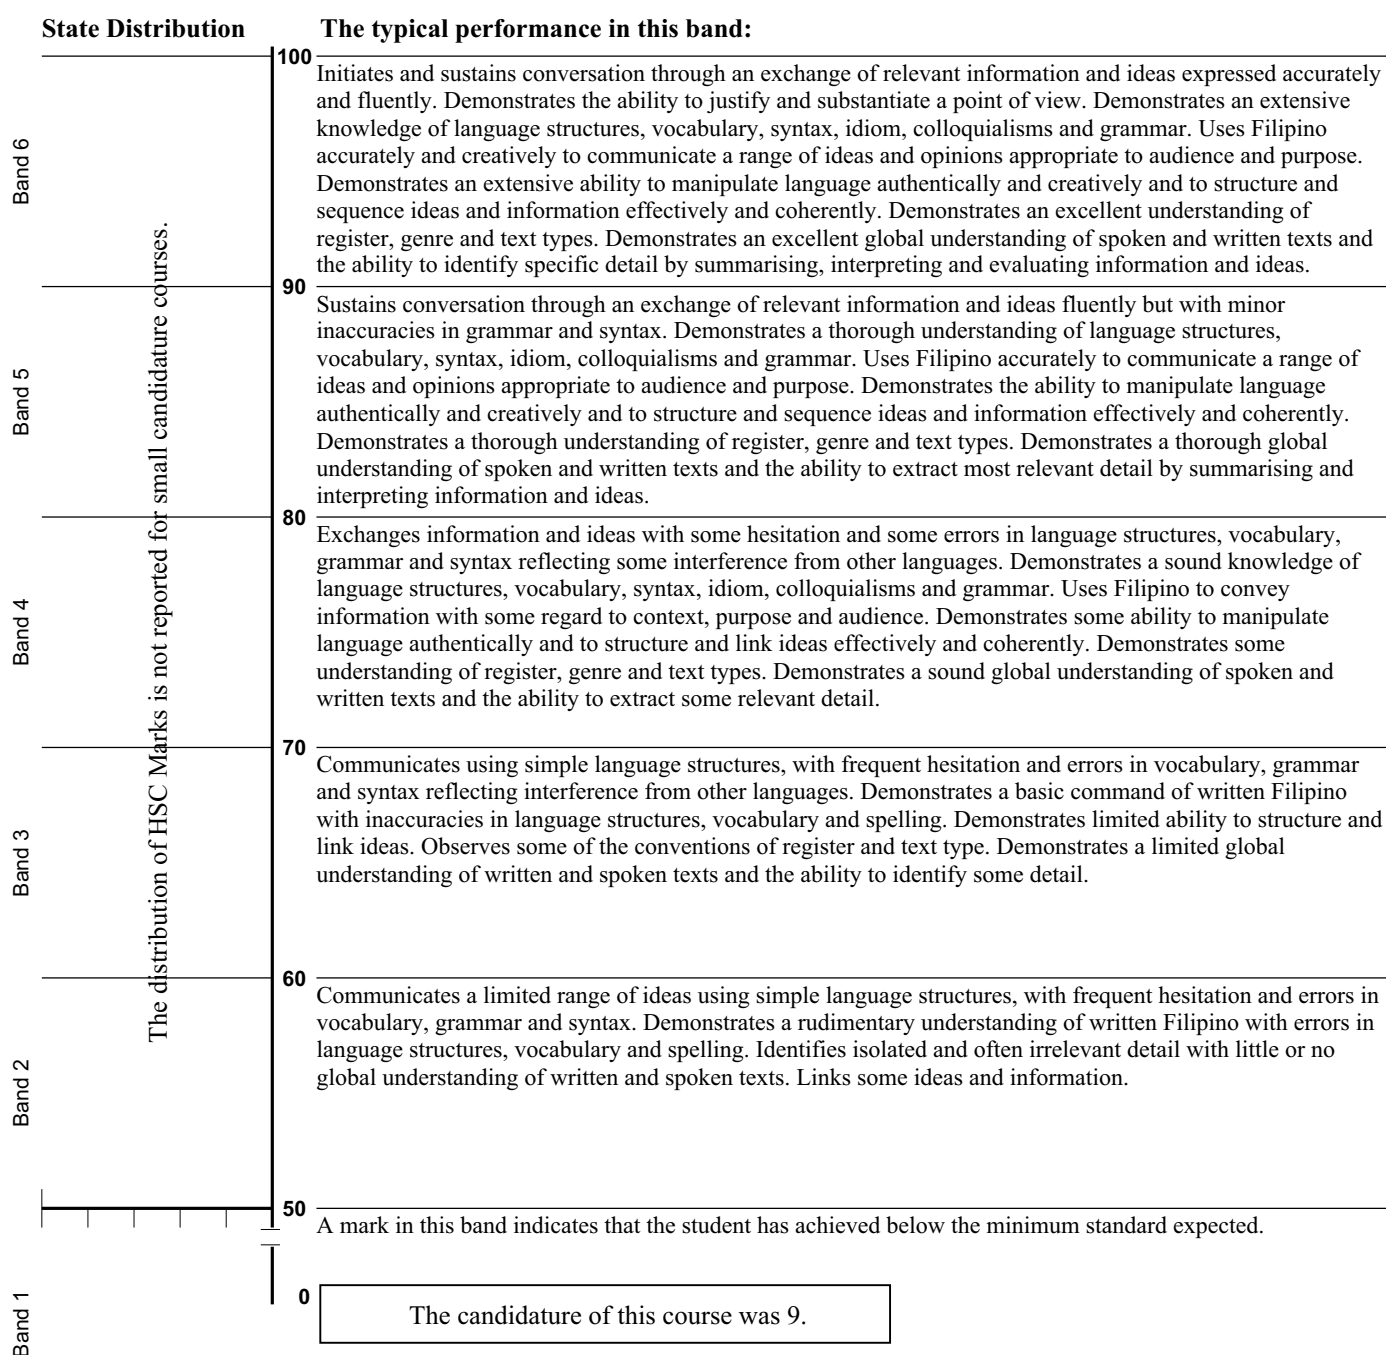 State Distribution
The typical performance in this band:
100
Band 6
Initiates and sustains conversation through an exchange of relevant information and ideas expressed accurately
and fluently. Demonstrates the ability to justify and substantiate a point of view. Demonstrates an extensive
knowledge of language structures, vocabulary, syntax, idiom, colloquialisms and grammar. Uses Filipino
accurately and creatively to communicate a range of ideas and opinions appropriate to audience and purpose.
Demonstrates an extensive ability to manipulate language authentically and creatively and to structure and
sequence ideas and information effectively and coherently. Demonstrates an excellent understanding of
register, genre and text types. Demonstrates an excellent global understanding of spoken and written texts and
the ability to identify specific detail by summarising, interpreting and evaluating information and ideas.
90
Band 5
Sustains conversation through an exchange of relevant information and ideas fluently but with minor
inaccuracies in grammar and syntax. Demonstrates a thorough understanding of language structures,
vocabulary, syntax, idiom, colloquialisms and grammar. Uses Filipino accurately to communicate a range of
ideas and opinions appropriate to audience and purpose. Demonstrates the ability to manipulate language
authentically and creatively and to structure and sequence ideas and information effectively and coherently.
Demonstrates a thorough understanding of register, genre and text types. Demonstrates a thorough global
understanding of spoken and written texts and the ability to extract most relevant detail by summarising and
interpreting information and ideas.
80
Band 4
Exchanges information and ideas with some hesitation and some errors in language structures, vocabulary,
grammar and syntax reflecting some interference from other languages. Demonstrates a sound knowledge of
language structures, vocabulary, syntax, idiom, colloquialisms and grammar. Uses Filipino to convey
information with some regard to context, purpose and audience. Demonstrates some ability to manipulate
language authentically and to structure and link ideas effectively and coherently. Demonstrates some
understanding of register, genre and text types. Demonstrates a sound global understanding of spoken and
written texts and the ability to extract some relevant detail.
70
Band 3
Communicates using simple language structures, with frequent hesitation and errors in vocabulary, grammar
and syntax reflecting interference from other languages. Demonstrates a basic command of written Filipino
with inaccuracies in language structures, vocabulary and spelling. Demonstrates limited ability to structure and
link ideas. Observes some of the conventions of register and text type. Demonstrates a limited global
understanding of written and spoken texts and the ability to identify some detail.
60
Band 2
Communicates a limited range of ideas using simple language structures, with frequent hesitation and errors in
vocabulary, grammar and syntax. Demonstrates a rudimentary understanding of written Filipino with errors in
language structures, vocabulary and spelling. Identifies isolated and often irrelevant detail with little or no
global understanding of written and spoken texts. Links some ideas and information.
50
A mark in this band indicates that the student has achieved below the minimum standard expected.
Band 1
0
The candidature of this course was 9.
The distribution of HSC Marks is not reported for small candidature courses.